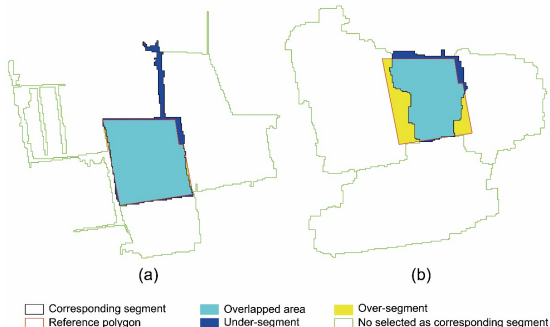 (a) (b)
Corresponding segment Overlapped area Over-segment
Reference polygon Under-segment No selected as corresponding segment